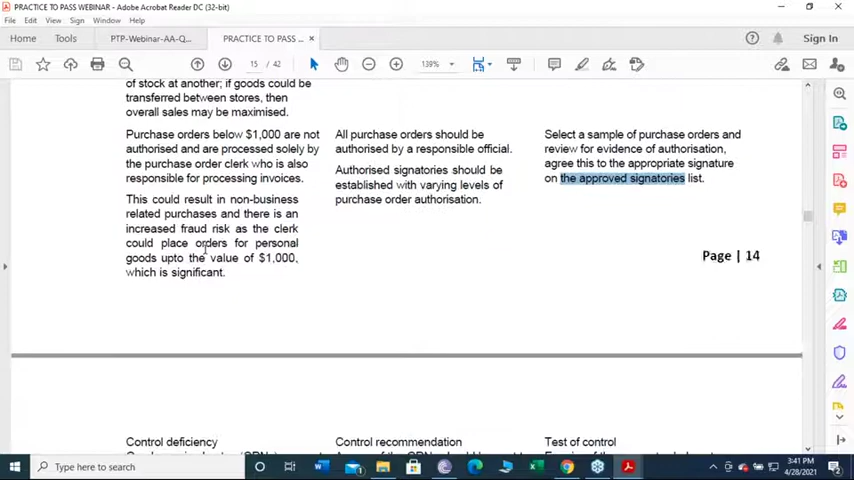 PRACTICE TO PASS WEBINAR - Adobe Acrobat Reader DC (32-bit)
File Edit View Sign Window Help
Home Tools PTP-Webinar-AA-Q... PRACTICE TO PASS ... × Sign In
15 / 42 139%
of stock at another; if goods could be
transferred between stores, then
overall sales may be maximised.
Purchase orders below $1,000 are not
authorised and are processed solely by
the purchase order clerk who is also
responsible for processing invoices.
This could result in non-business
related purchases and there is an
increased fraud risk as the clerk
could place orders for personal
goods upto the value of $1,000,
which is significant.
All purchase orders should be
authorised by a responsible official.
Authorised signatories should be
established with varying levels of
purchase order authorisation.
Select a sample of purchase orders and
review for evidence of authorisation,
agree this to the appropriate signature
on the approved signatories list.
Page | 14
Control deficiency
Control recommendation
Test of control
Type here to search
3:41 PM
4/28/2021